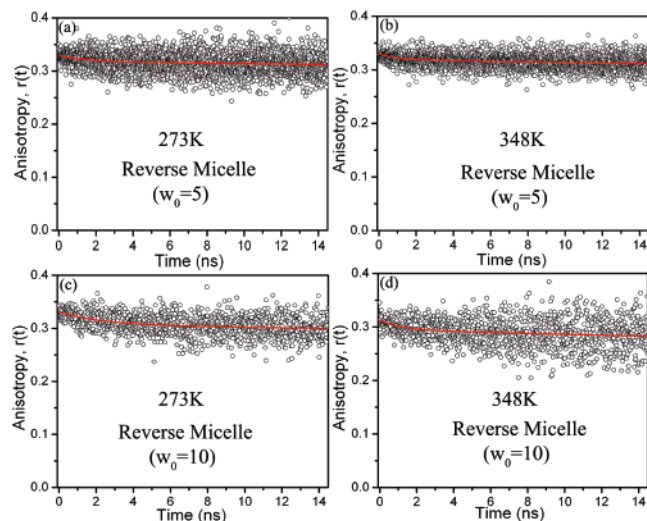 (a)
0.4
0.3
0.2
0.1
0.0
Anisotropy, r(t)
273K
Reverse Micelle
(w₀=5)
0 2 4 6 8 10 12 14
Time (ns)
(b)
0.4
0.3
0.2
0.1
0.0
Anisotropy, r(t)
348K
Reverse Micelle
(w₀=5)
0 2 4 6 8 10 12 14
Time (ns)
(c)
0.4
0.3
0.2
0.1
0.0
Anisotropy, r(t)
273K
Reverse Micelle
(w₀=10)
0 2 4 6 8 10 12 14
Time (ns)
(d)
0.4
0.3
0.2
0.1
0.0
Anisotropy, r(t)
348K
Reverse Micelle
(w₀=10)
0 2 4 6 8 10 12 14
Time (ns)